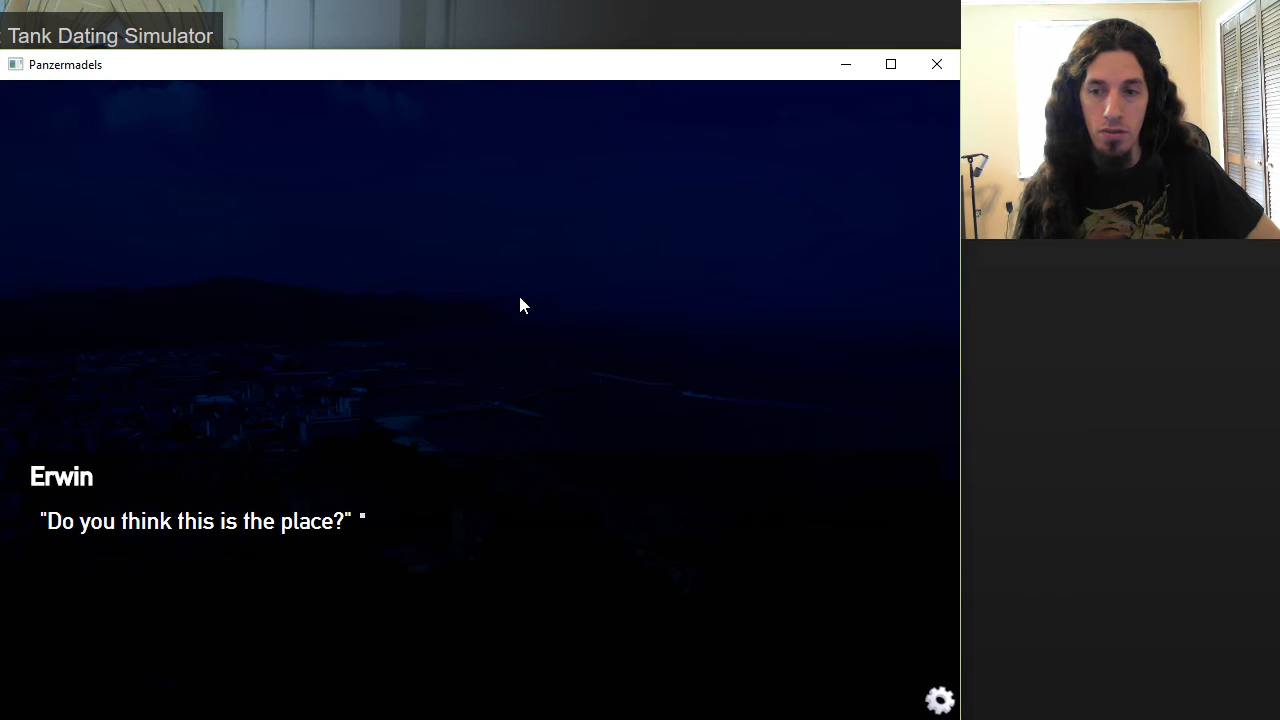 : Tank Dating Simulator
Panzermadels
Erwin
"Do you think this is the place?"